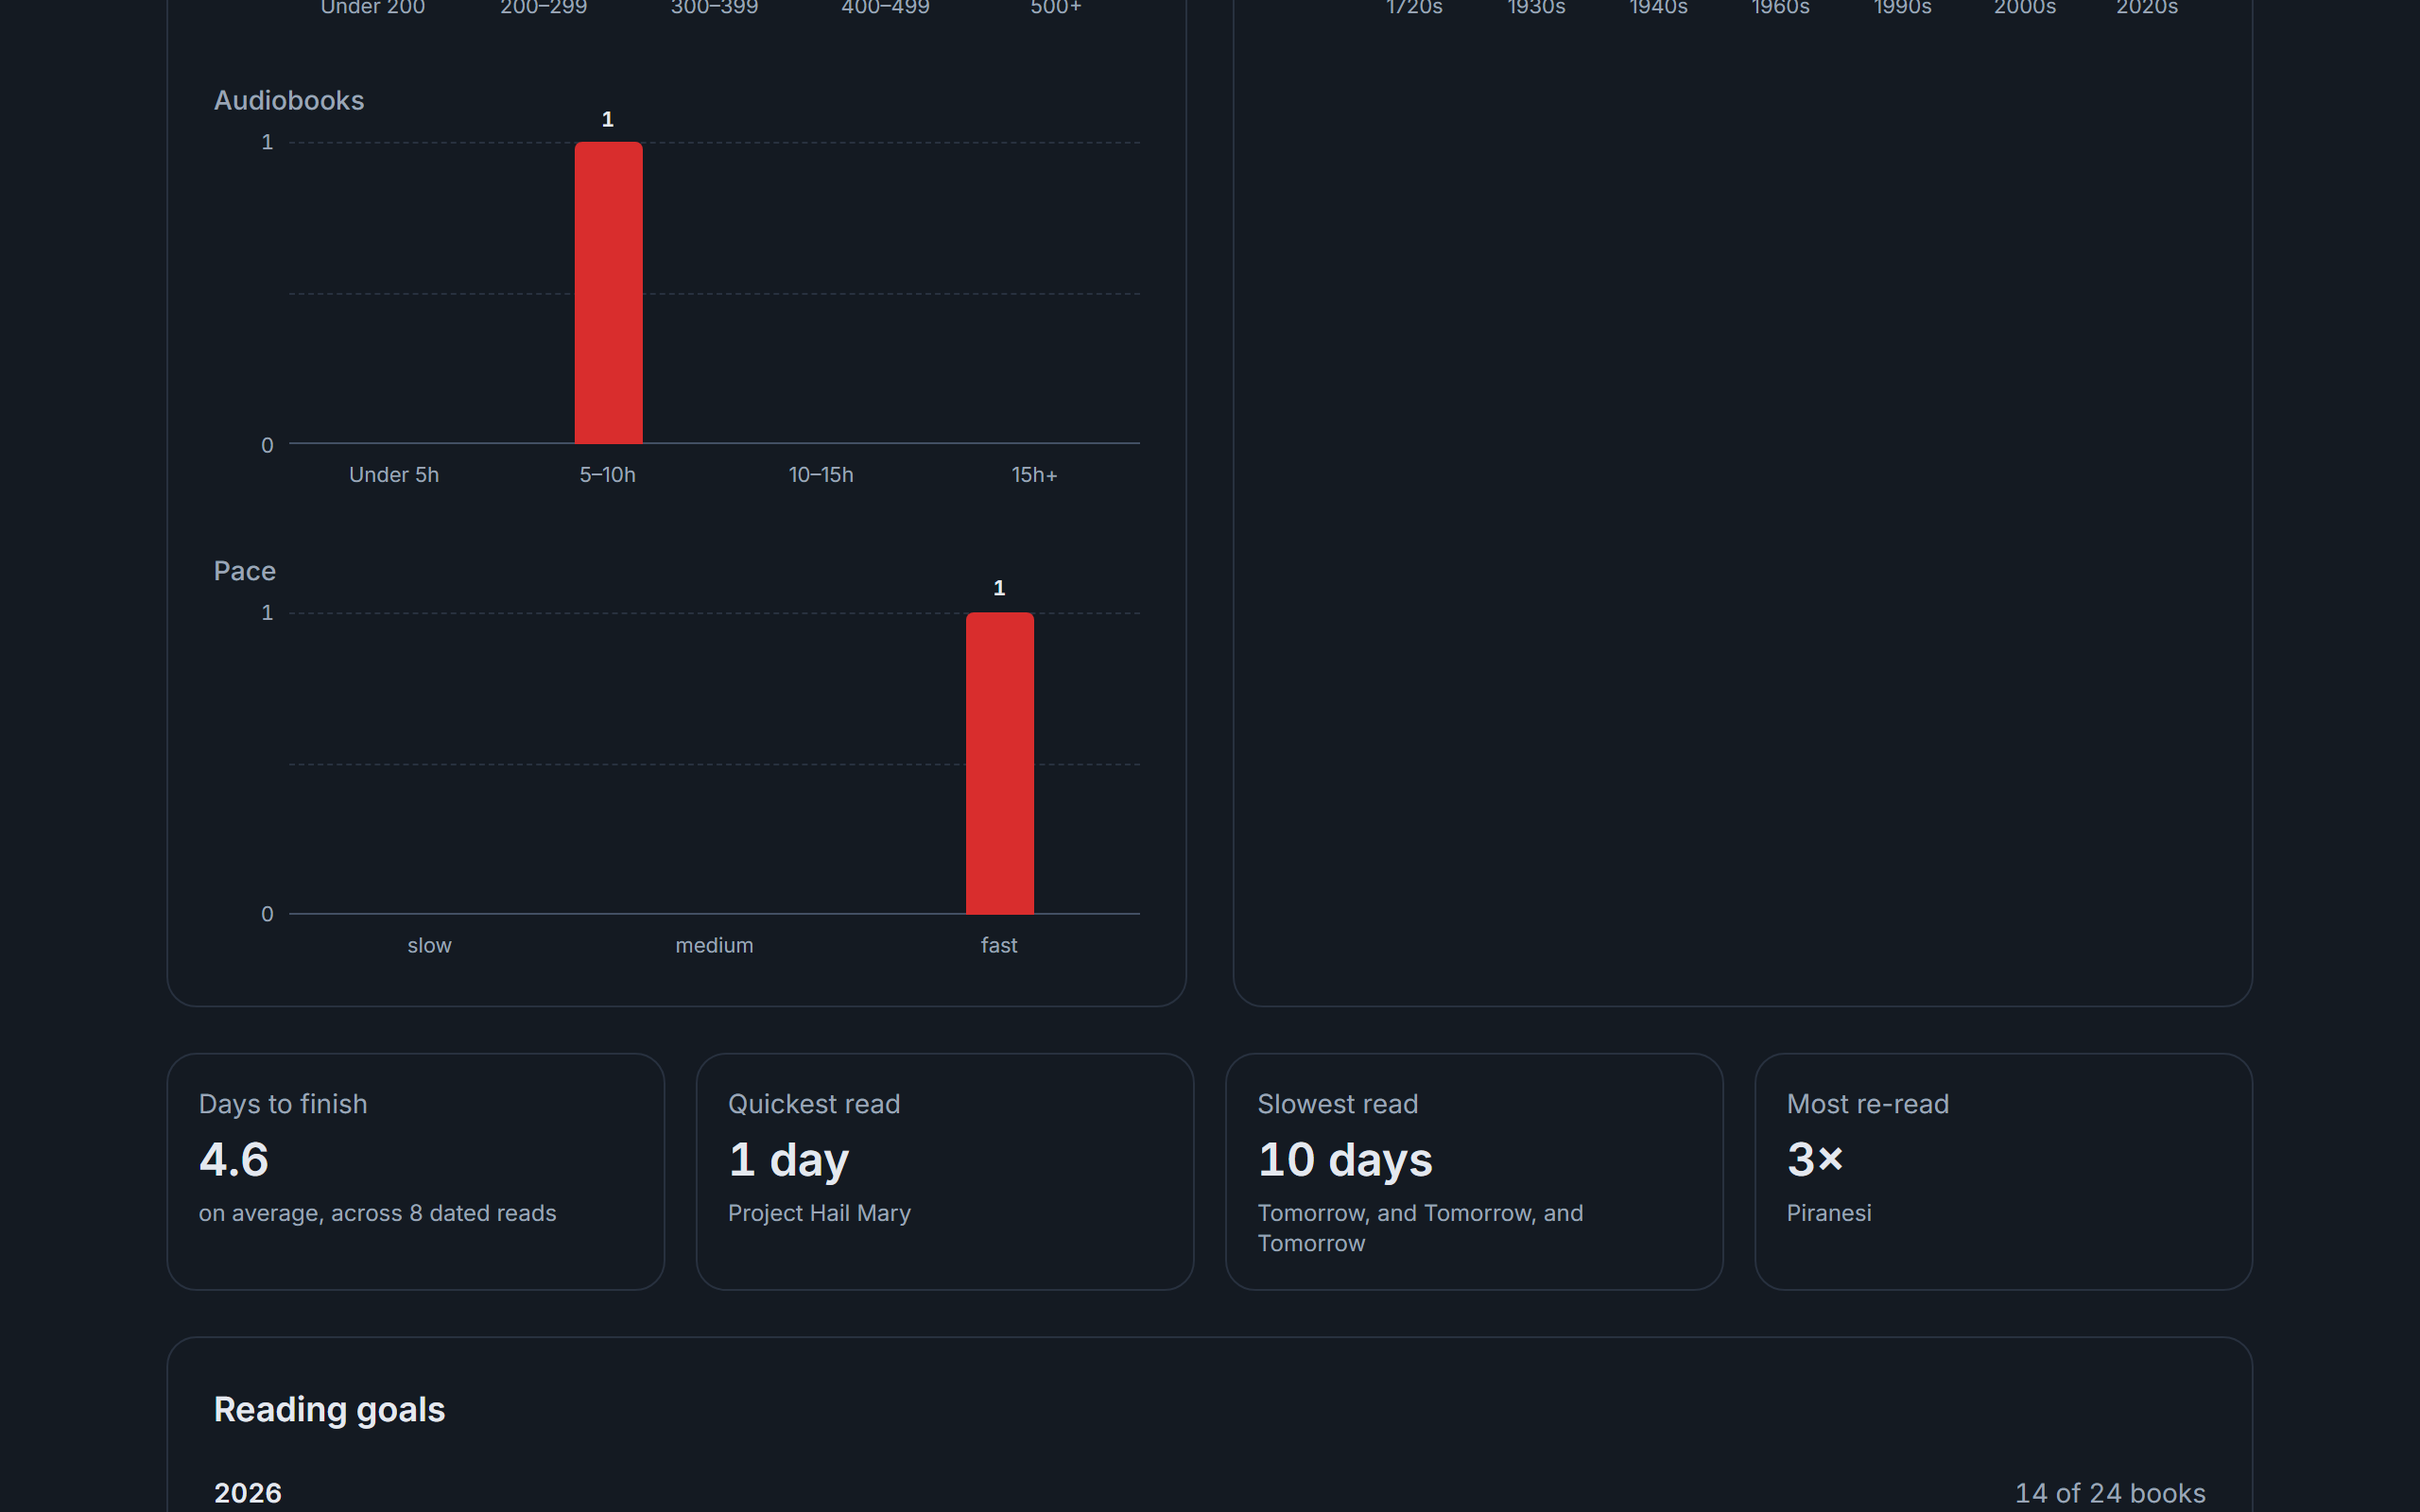 Under 200 200–299 300–399 400–499 500+
1720s 1930s 1940s 1960s 1990s 2000s 2020s
Audiobooks
1
1
0
Under 5h 5–10h 10–15h 15h+
Pace
1
1
0
slow medium fast
Days to finish
4.6
on average, across 8 dated reads
Quickest read
1 day
Project Hail Mary
Slowest read
10 days
Tomorrow, and Tomorrow, and
Tomorrow
Most re-read
3×
Piranesi
Reading goals
2026 14 of 24 books